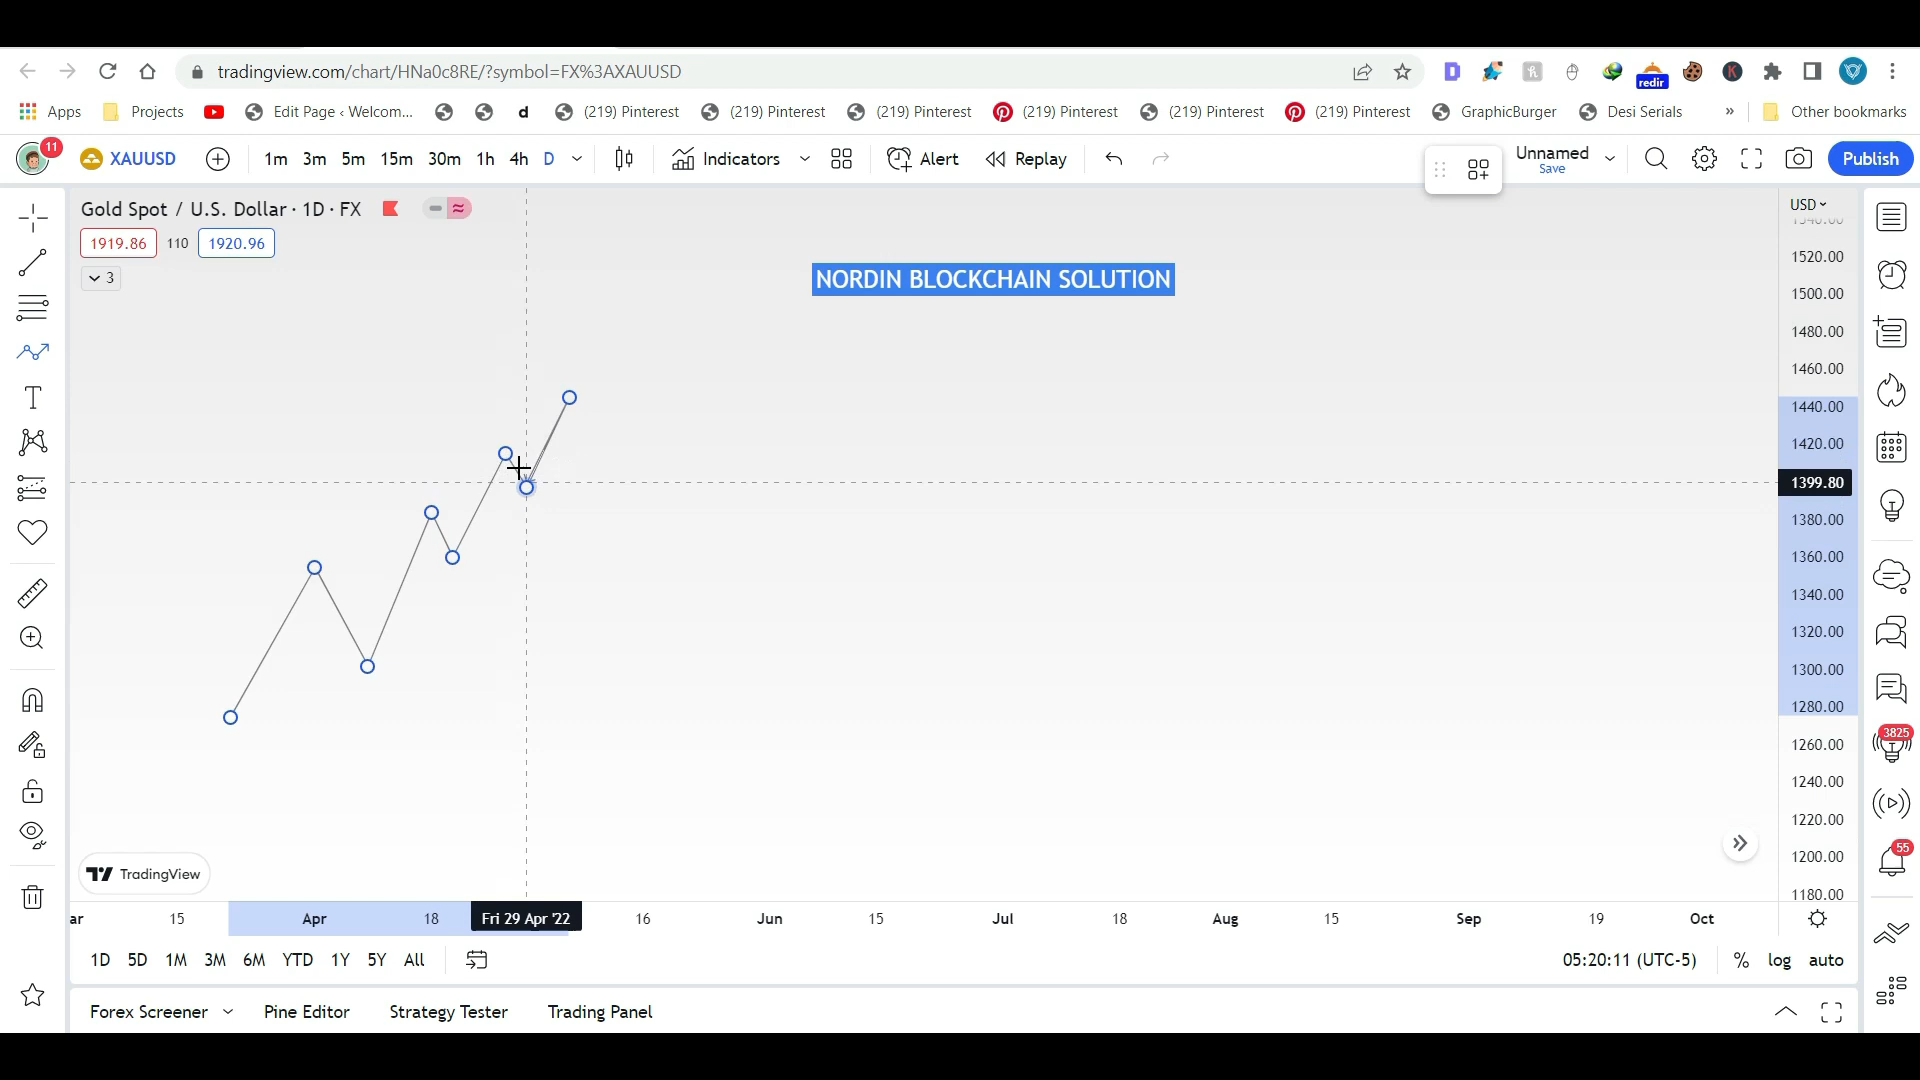 tradingview.com/chart/HNa0c8RE/?symbol=FX%3AXAUUSD
redir
K
Apps Projects Edit Page ‹ Welcom... d (219) Pinterest (219) Pinterest (219) Pinterest (219) Pinterest (219) Pinterest (219) Pinterest GraphicBurger Desi Serials » Other bookmarks
11 XAUUSD 1m 3m 5m 15m 30m 1h 4h D Indicators Alert Replay Unnamed Save Publish
Gold Spot / U.S. Dollar · 1D · FX
USD
1919.86 110 1920.96
3
NORDIN BLOCKCHAIN SOLUTION
1540.00
1520.00
1500.00
1480.00
1460.00
1440.00
1420.00
1399.80
1380.00
1360.00
1340.00
1320.00
1300.00
1280.00
1260.00
1240.00
1220.00
1200.00
1180.00
3825
55
TradingView
ar 15 Apr 18 Fri 29 Apr '22 16 Jun 15 Jul 18 Aug 15 Sep 19 Oct
1D 5D 1M 3M 6M YTD 1Y 5Y All 05:20:11 (UTC-5) % log auto
Forex Screener Pine Editor Strategy Tester Trading Panel